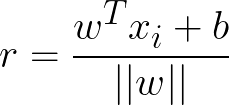 r = \frac{w^T x_i + b}{||w||}